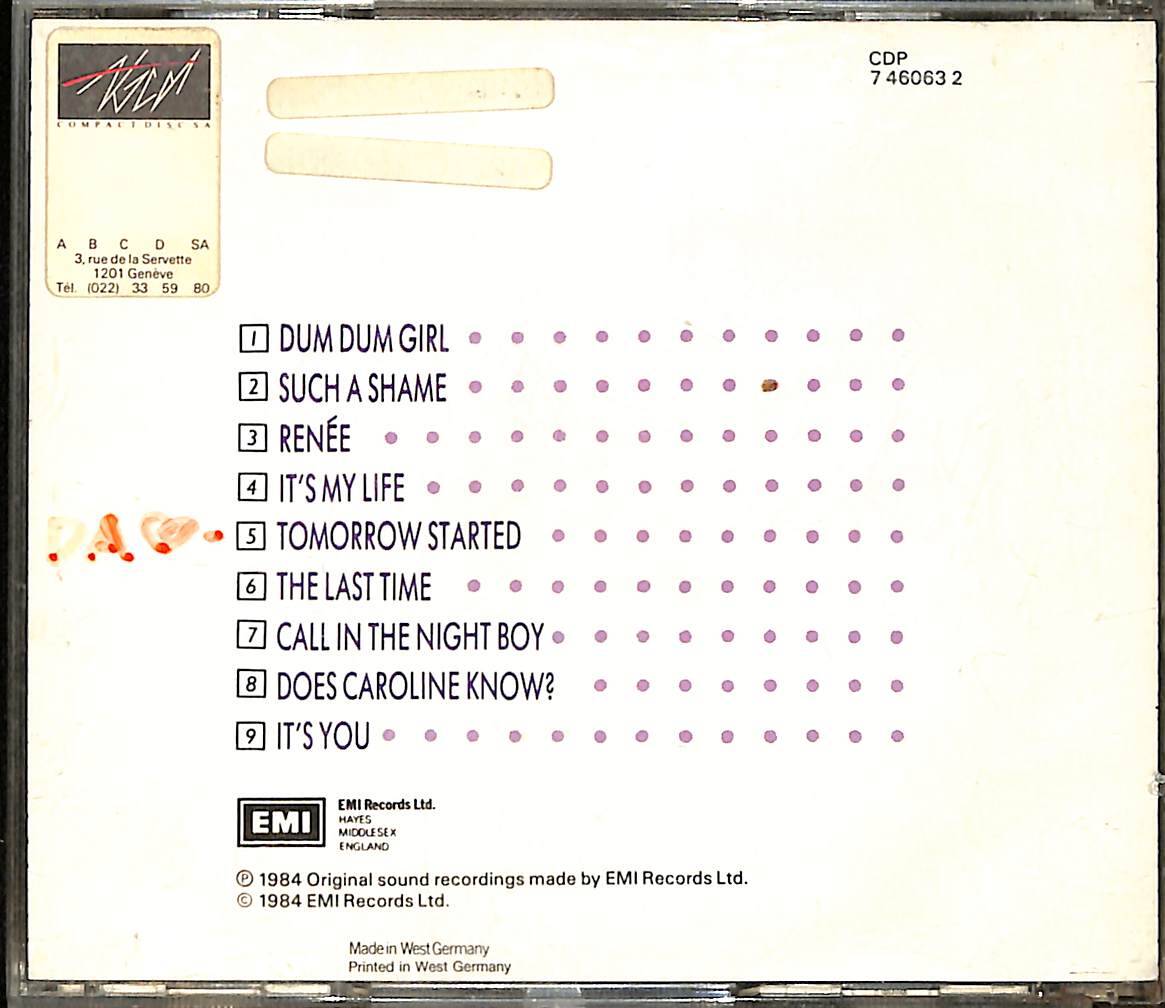 COMPACT DISC SA
A B C D SA
3, rue de la Servette
1201 Genève
Tél. (022) 33 59 80
CDP
7 46063 2
1 DUM DUM GIRL
2 SUCH A SHAME
3 RENÉE
4 IT'S MY LIFE
5 TOMORROW STARTED
6 THE LAST TIME
7 CALL IN THE NIGHT BOY
8 DOES CAROLINE KNOW?
9 IT'S YOU
EMI
EMI Records Ltd.
HAYES
MIDDLESEX
ENGLAND
Ⓟ 1984 Original sound recordings made by EMI Records Ltd.
© 1984 EMI Records Ltd.
Made in West Germany
Printed in West Germany